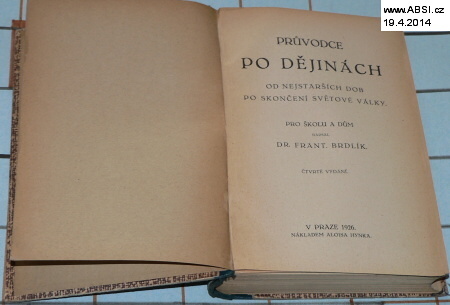 www.ABSI.cz
19.4.2014
PRŮVODCE
PO DĚJINÁCH
OD NEJSTARŠÍCH DOB
PO SKONČENÍ SVĚTOVÉ VÁLKY.
PRO ŠKOLU A DŮM
NAPSAL
DR. FRANT. BRDLÍK.
ČTVRTÉ VYDÁNÍ.
V PRAZE 1926.
NÁKLADEM ALOISA HYNKA.